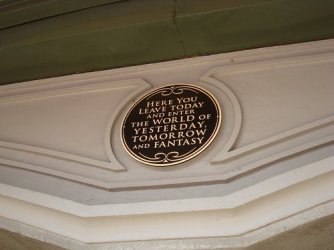 Here You
Leave Today
and Enter
the World of
Yesterday,
Tomorrow
and Fantasy